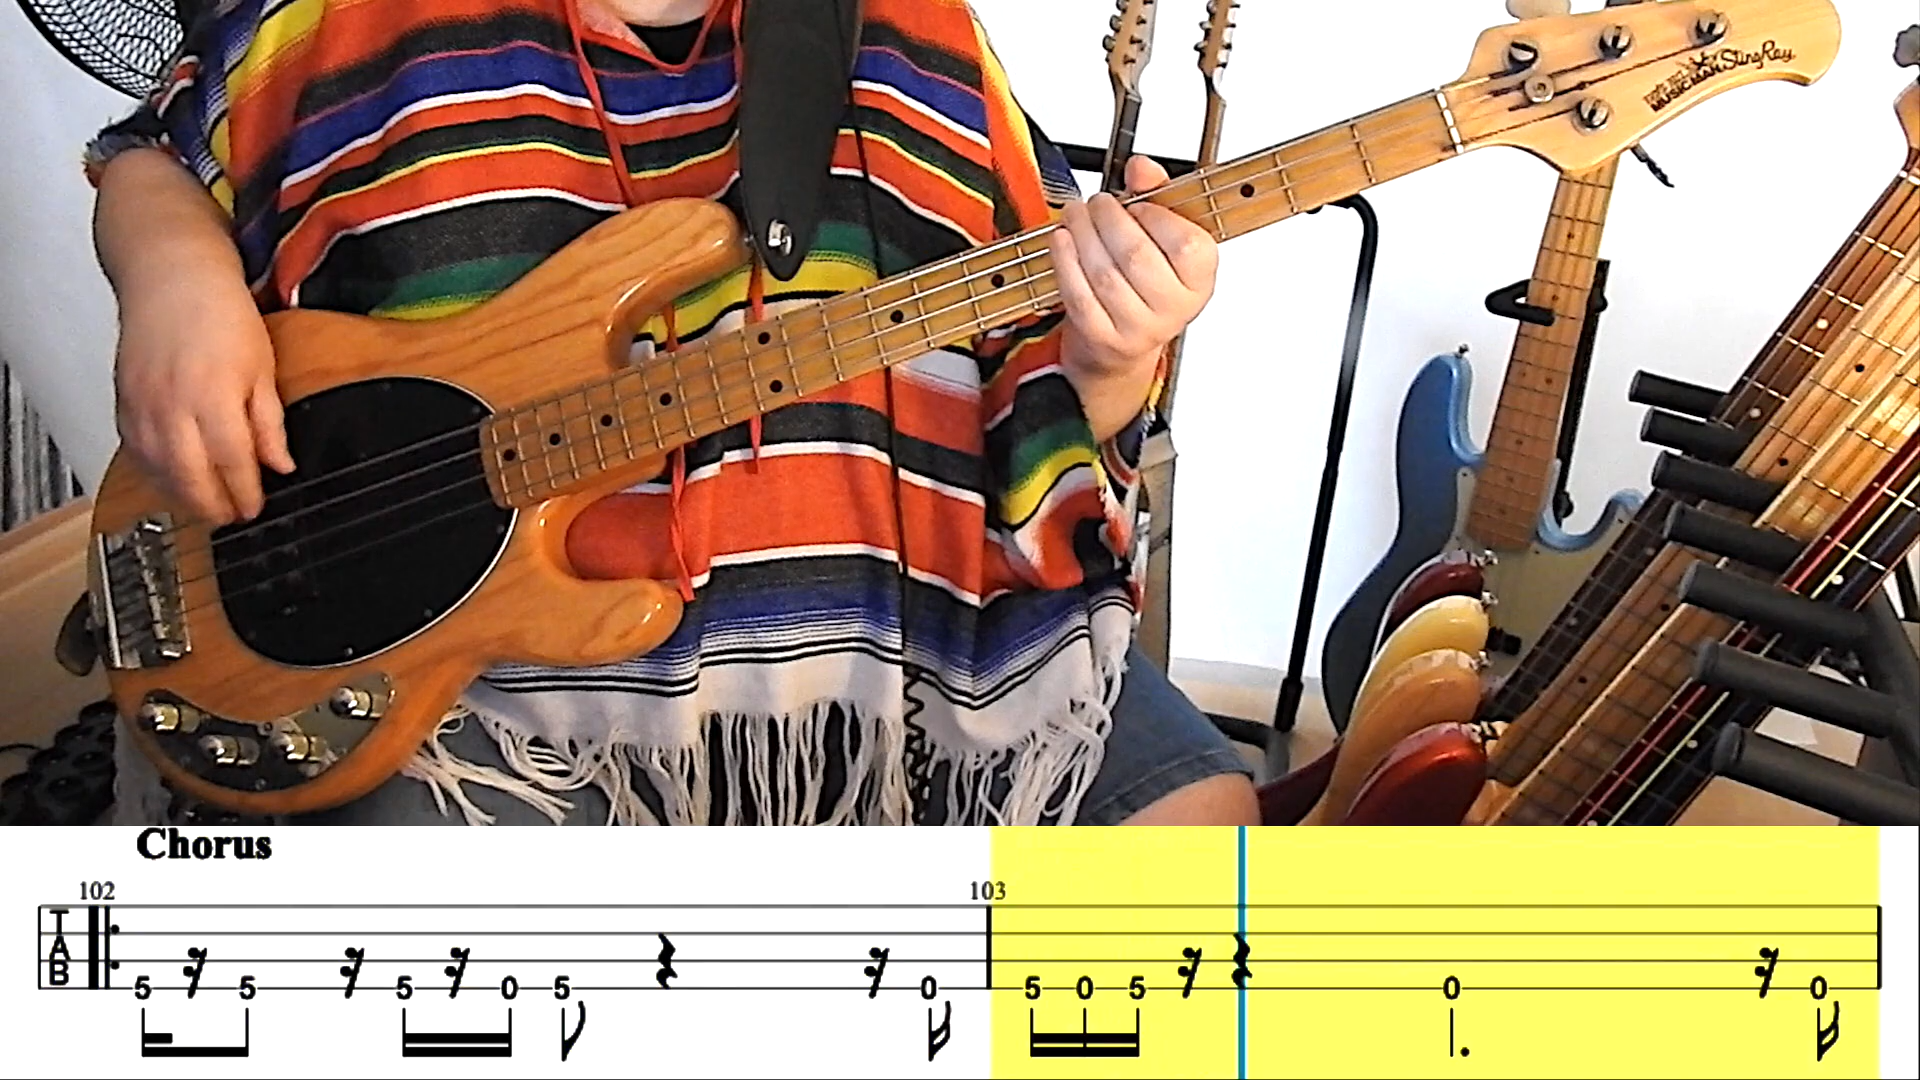 MUSIC MAN StingRay
Chorus
102 103
T
A
B
5 5 5 0 5 0 5 0 5 0 0